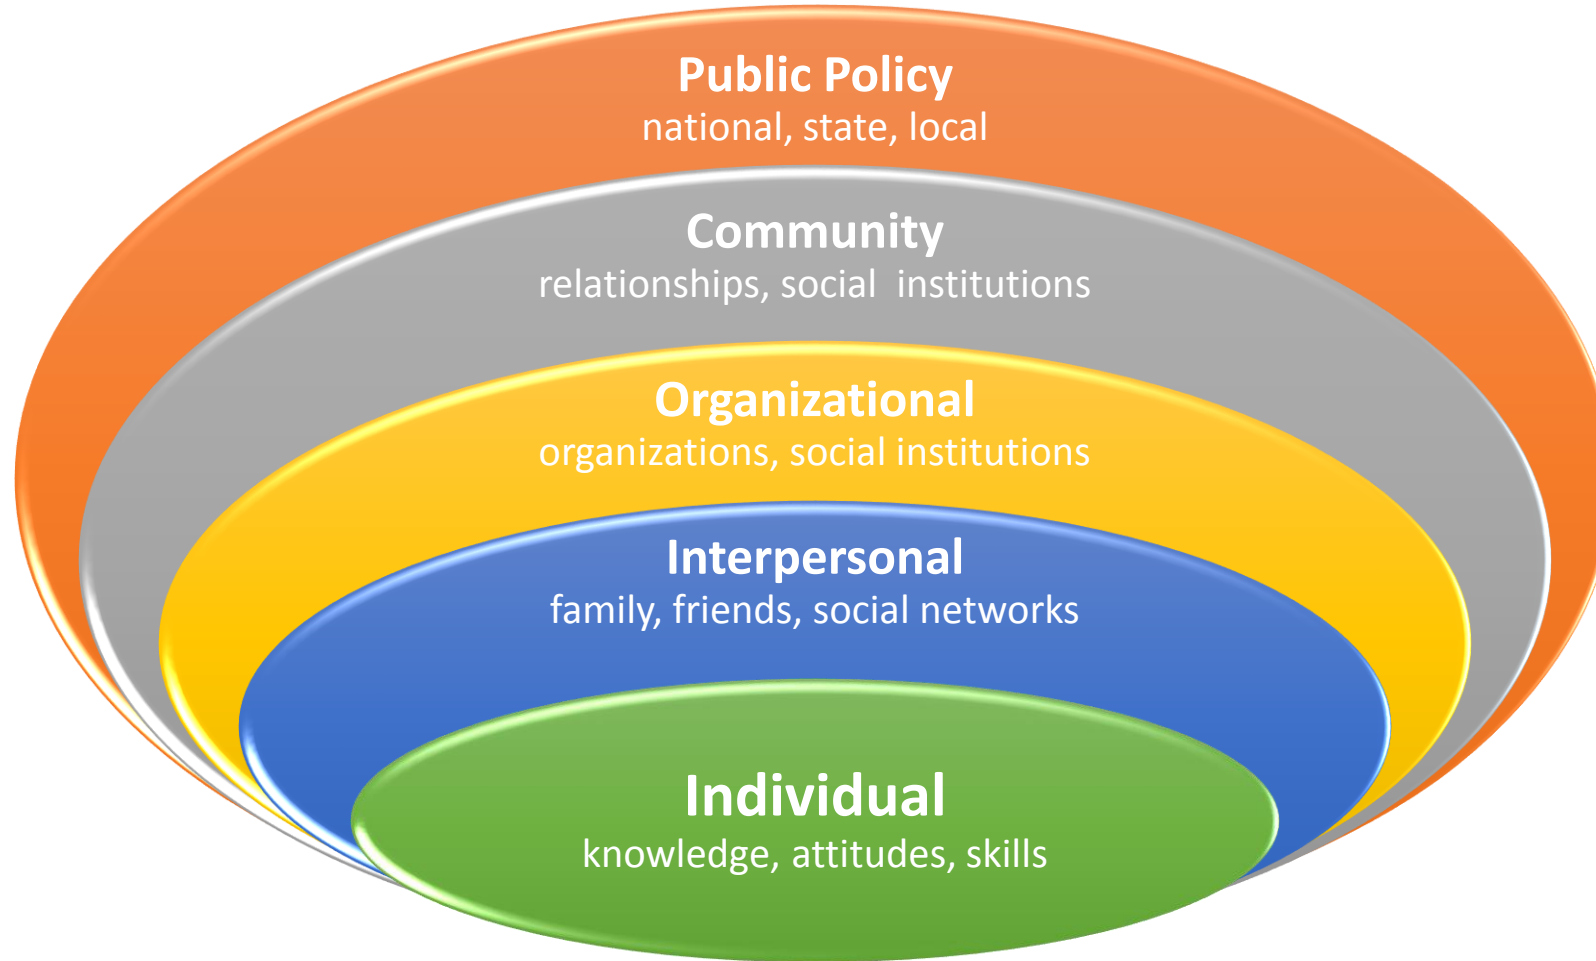 Public Policy
national, state, local
Community
relationships, social  institutions
Organizational
organizations, social institutions
Interpersonal
family, friends, social networks
Individual
knowledge, attitudes, skills